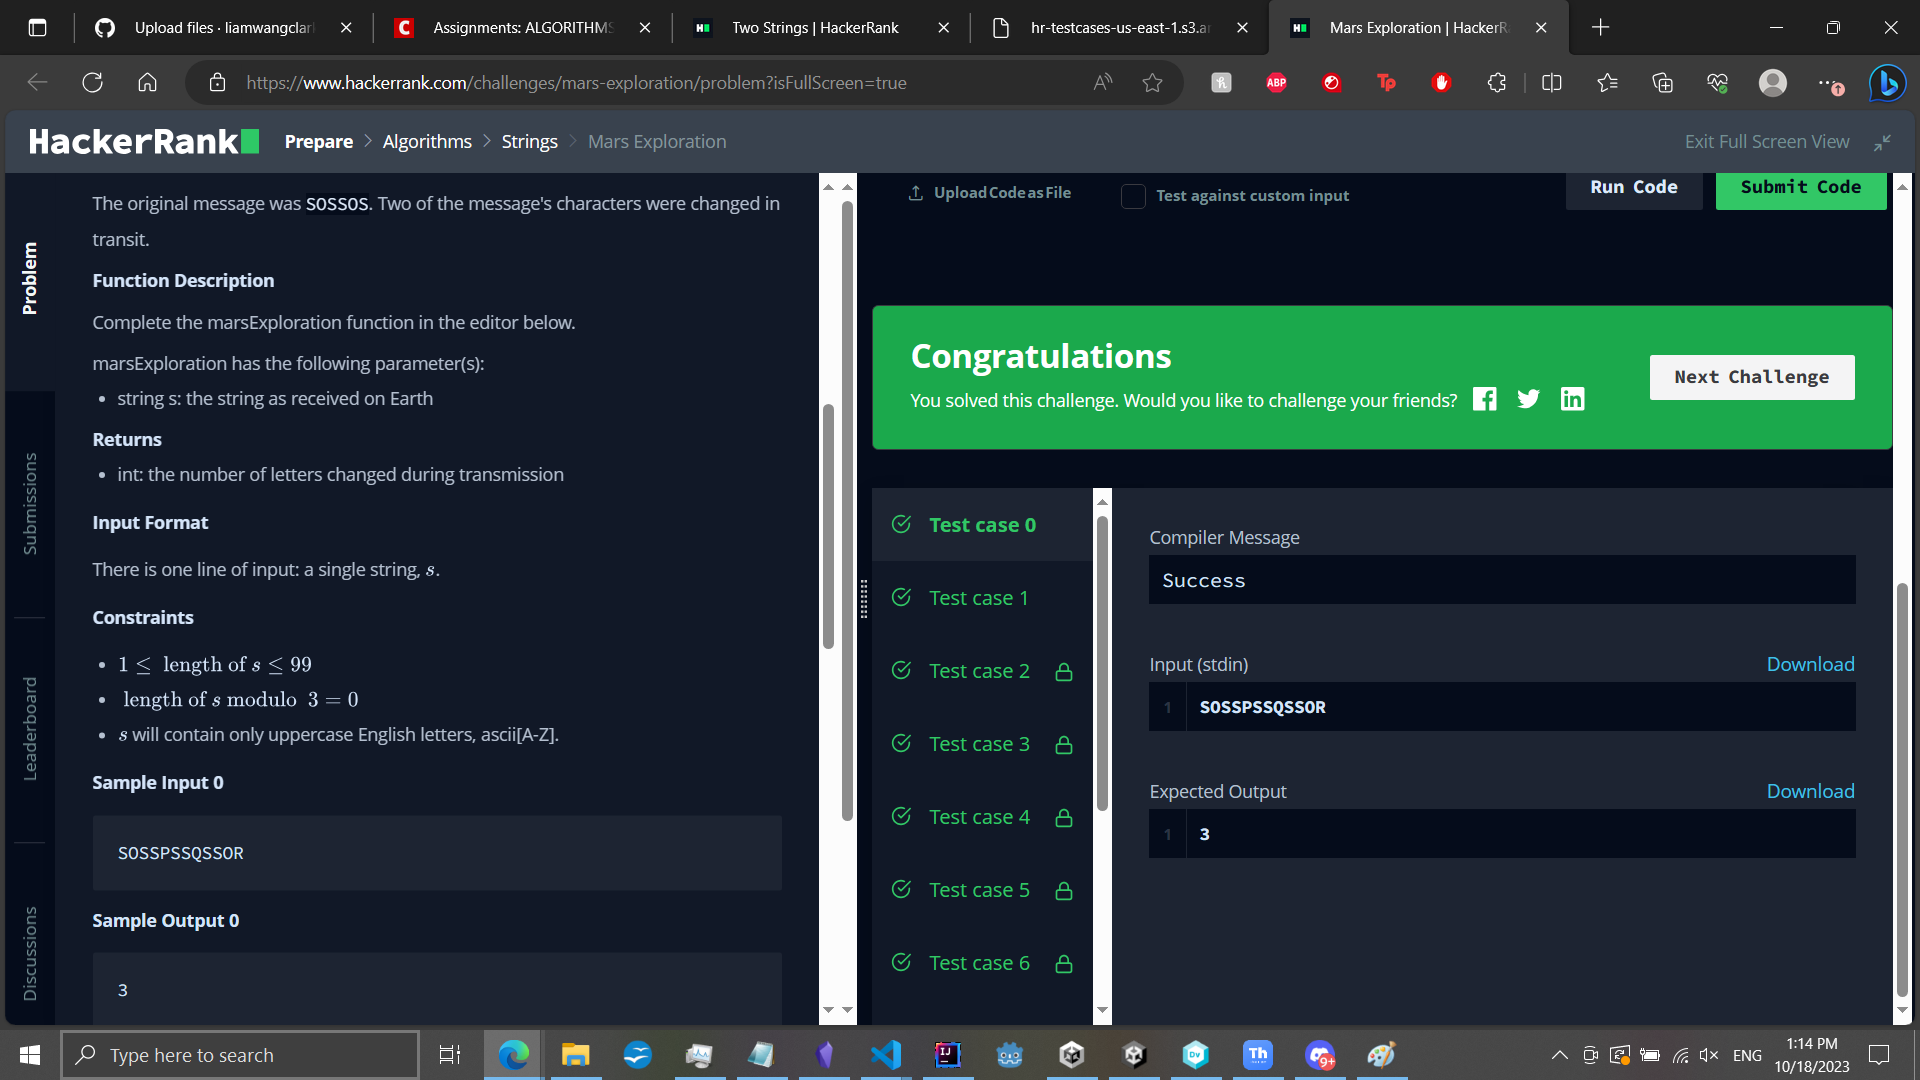 Upload files · liamwangclarl
Assignments: ALGORITHMS
Two Strings | HackerRank
hr-testcases-us-east-1.s3.ar
Mars Exploration | HackerRa
https://www.hackerrank.com/challenges/mars-exploration/problem?isFullScreen=true
ABP
Tp
HackerRank
Prepare > Algorithms > Strings > Mars Exploration
Exit Full Screen View
Problem
Submissions
Leaderboard
Discussions
The original message was SOSSOS. Two of the message's characters were changed in
transit.
Function Description
Complete the marsExploration function in the editor below.
marsExploration has the following parameter(s):
• string s: the string as received on Earth
Returns
• int: the number of letters changed during transmission
Input Format
There is one line of input: a single string, s.
Constraints
• 1 ≤ length of s ≤ 99
• length of s modulo 3 = 0
• s will contain only uppercase English letters, ascii[A-Z].
Sample Input 0
SOSSPSSQSSOR
Sample Output 0
3
Upload Code as File
Test against custom input
Run Code
Submit Code
Congratulations
You solved this challenge. Would you like to challenge your friends?
Next Challenge
Test case 0
Test case 1
Test case 2
Test case 3
Test case 4
Test case 5
Test case 6
Compiler Message
Success
Input (stdin)
Download
1 SOSSPSSQSSOR
Expected Output
Download
1 3
Type here to search
IJ
Dv
Th
9+
ENG
1:14 PM
10/18/2023